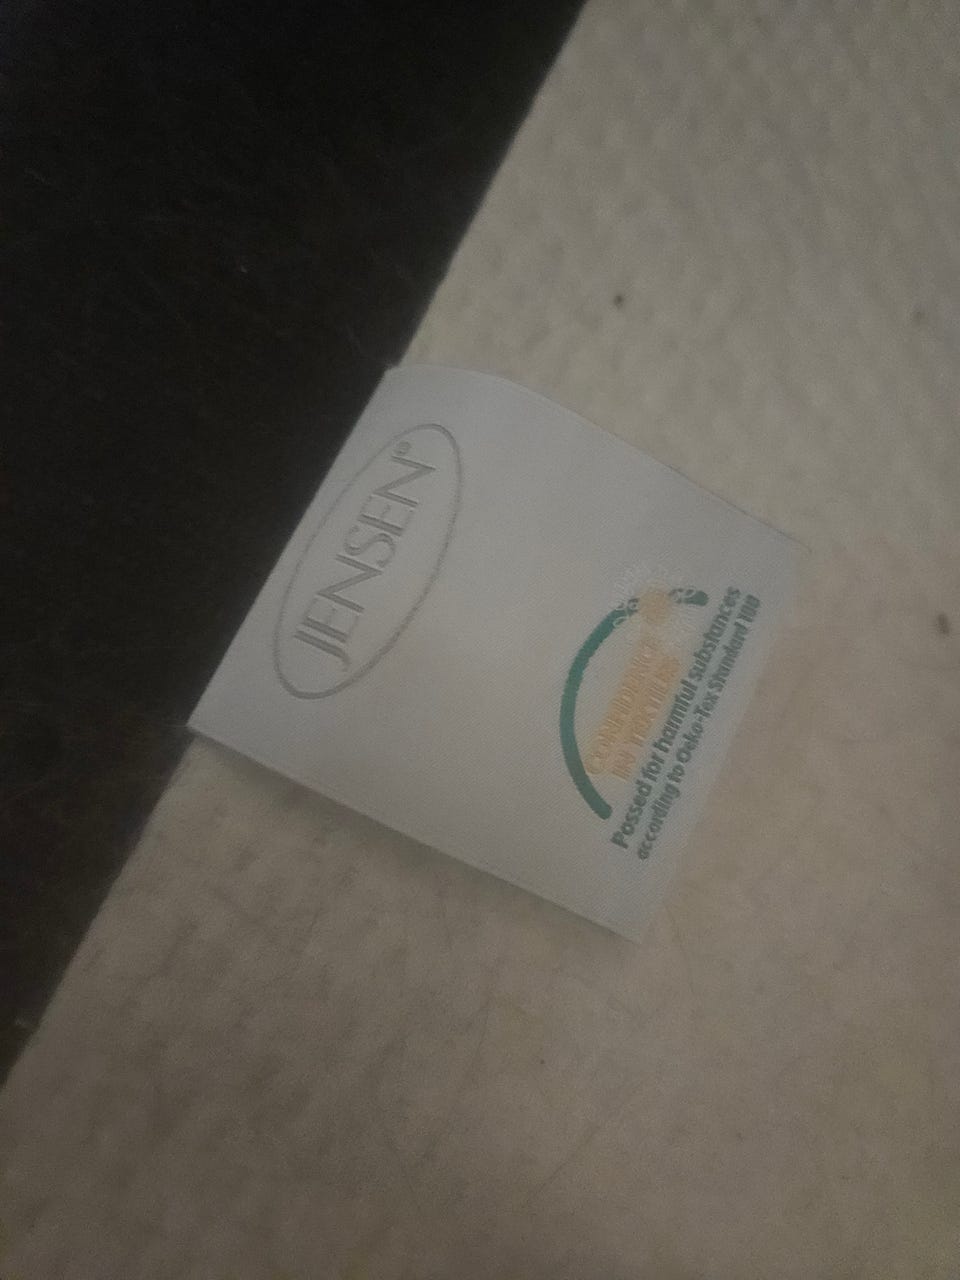 JENSEN®
CONFIDENCE
IN TEXTILES
Passed for harmful substances
according to Oeko-Tex Standard 100